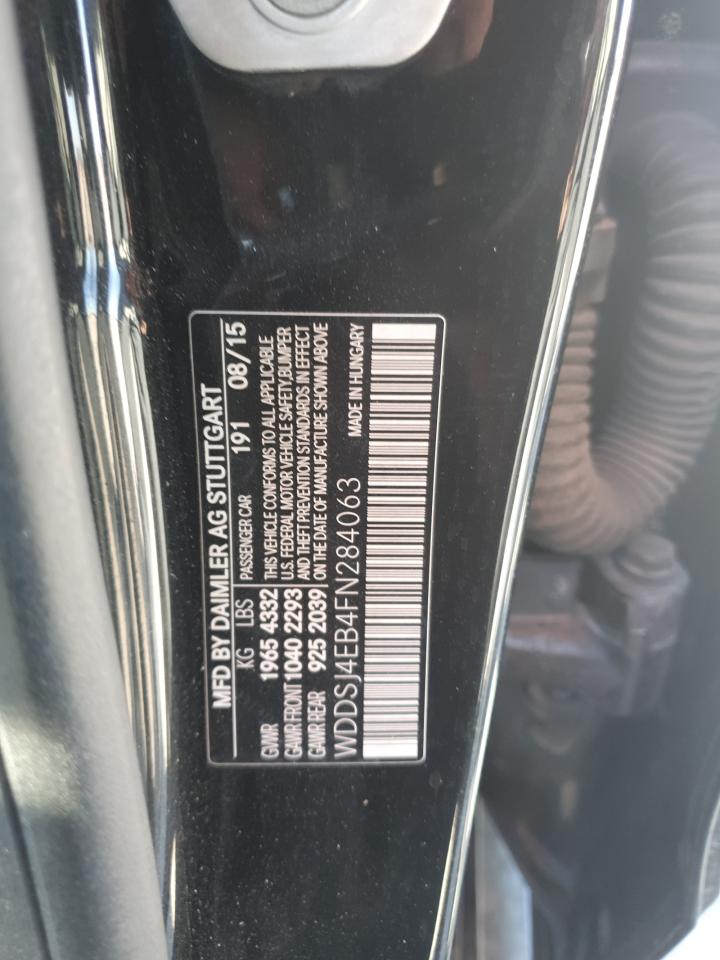 MFD BY DAIMLER AG STUTTGART
KG LBS PASSENGER CAR 191 08/15
GVWR 1965 4332 THIS VEHICLE CONFORMS TO ALL APPLICABLE
GAWR FRONT 1040 2293 U.S. FEDERAL MOTOR VEHICLE SAFETY,BUMPER
GAWR REAR 925 2039 AND THEFT PREVENTION STANDARDS IN EFFECT
ON THE DATE OF MANUFACTURE SHOWN ABOVE
WDDSJ4EB4FN284063 MADE IN HUNGARY